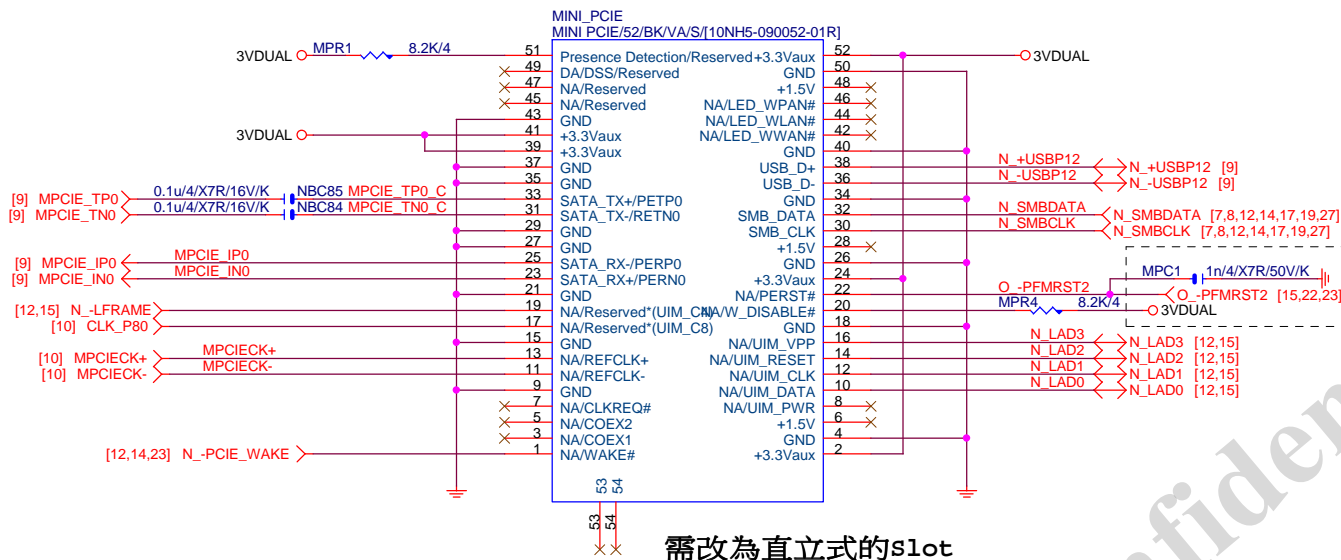 MINI_PCIE
MINI PCIE/52/BK/VA/S/[10NH5-090052-01R]
3VDUAL MPR1 8.2K/4 51 Presence Detection/Reserved +3.3Vaux 52 3VDUAL
49 DA/DSS/Reserved GND 50
47 NA/Reserved +1.5V 48
45 NA/Reserved NA/LED_WPAN# 46
43 GND NA/LED_WLAN# 44
3VDUAL 41 +3.3Vaux NA/LED_WWAN# 42
39 +3.3Vaux GND 40
37 GND USB_D+ 38 N_+USBP12 N_+USBP12 [9]
35 GND USB_D- 36 N_-USBP12 N_-USBP12 [9]
[9] MPCIE_TP0 0.1u/4/X7R/16V/K NBC85 MPCIE_TP0_C 33 SATA_TX+/PETP0 GND 34
[9] MPCIE_TN0 0.1u/4/X7R/16V/K NBC84 MPCIE_TN0_C 31 SATA_TX-/RETN0 SMB_DATA 32 N_SMBDATA N_SMBDATA [7,8,12,14,17,19,27]
29 GND SMB_CLK 30 N_SMBCLK N_SMBCLK [7,8,12,14,17,19,27]
27 GND +1.5V 28
[9] MPCIE_IP0 MPCIE_IP0 25 SATA_RX-/PERP0 GND 26
[9] MPCIE_IN0 MPCIE_IN0 23 SATA_RX+/PERN0 +3.3Vaux 24 MPC1 1n/4/X7R/50V/K
21 GND NA/PERST# 22 O_-PFMRST2 O_-PFMRST2 [15,22,23]
[12,15] N_-LFRAME 19 NA/Reserved*(UIM_C4) NA/W_DISABLE# 20 MPR4 8.2K/4 3VDUAL
[10] CLK_P80 17 NA/Reserved*(UIM_C8) GND 18
15 GND NA/UIM_VPP 16 N_LAD3 N_LAD3 [12,15]
[10] MPCIECK+ MPCIECK+ 13 NA/REFCLK+ NA/UIM_RESET 14 N_LAD2 N_LAD2 [12,15]
[10] MPCIECK- MPCIECK- 11 NA/REFCLK- NA/UIM_CLK 12 N_LAD1 N_LAD1 [12,15]
9 GND NA/UIM_DATA 10 N_LAD0 N_LAD0 [12,15]
7 NA/CLKREQ# NA/UIM_PWR 8
5 NA/COEX2 +1.5V 6
3 NA/COEX1 GND 4
[12,14,23] N_-PCIE_WAKE 1 NA/WAKE# +3.3Vaux 2
53 54
53 54
需改為直立式的Slot